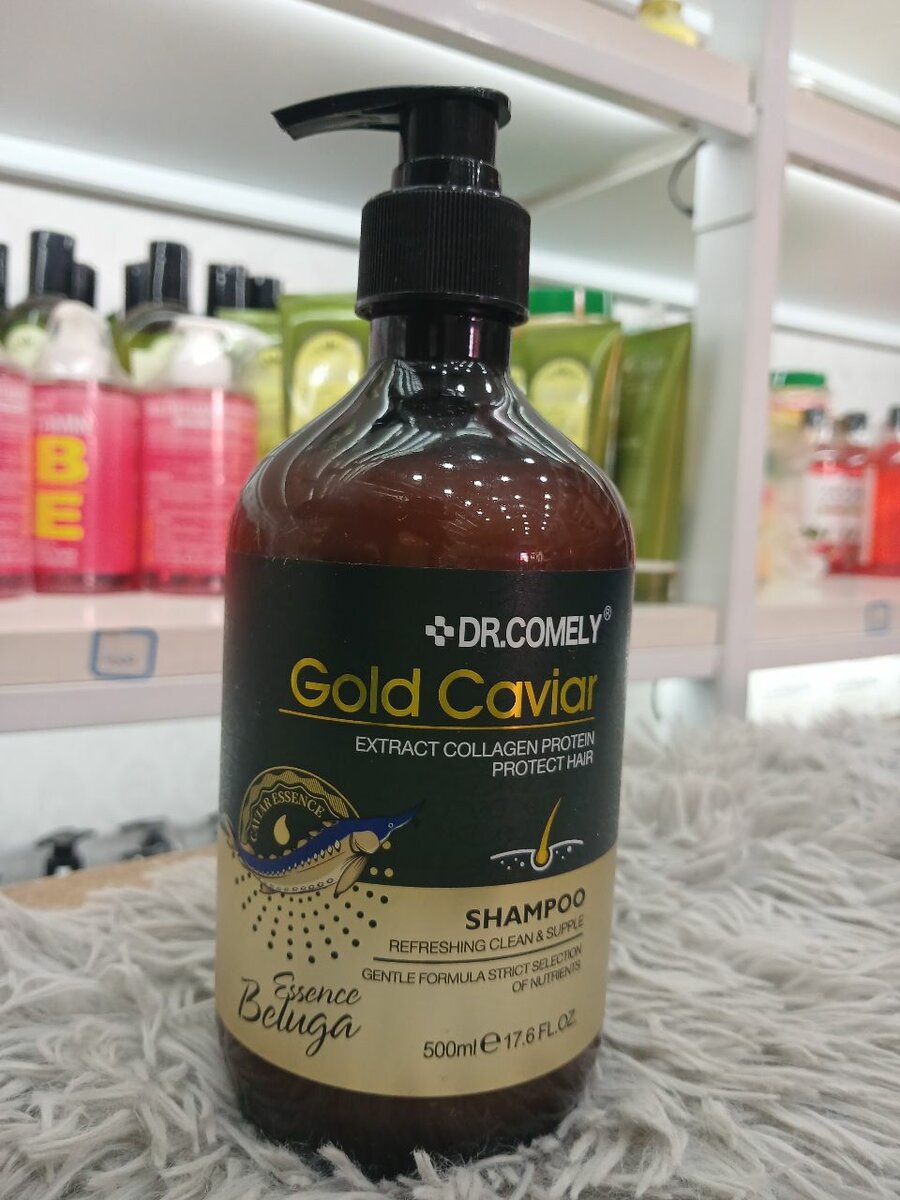 DR.COMELY®
Gold Caviar
EXTRACT COLLAGEN PROTEIN
PROTECT HAIR
CAVIAR ESSENCE
SHAMPOO
REFRESHING CLEAN & SUPPLE
GENTLE FORMULA STRICT SELECTION
OF NUTRIENTS
Essence
Beluga
500ml e 17.6 FL.OZ.
BE